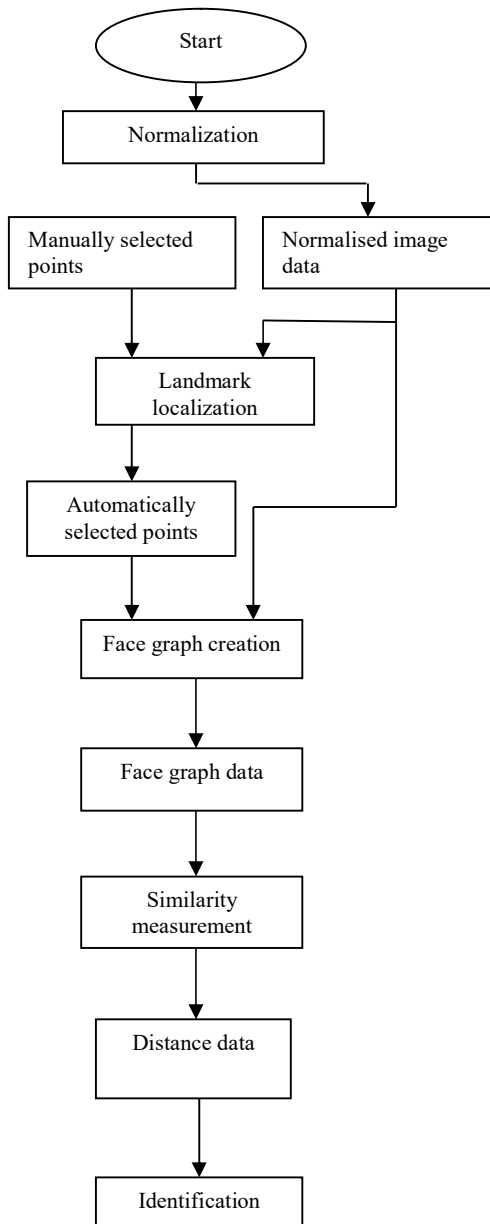 Start
Normalization
Manually selected
points
Normalised image
data
Landmark
localization
Automatically
selected points
Face graph creation
Face graph data
Similarity
measurement
Distance data
Identification